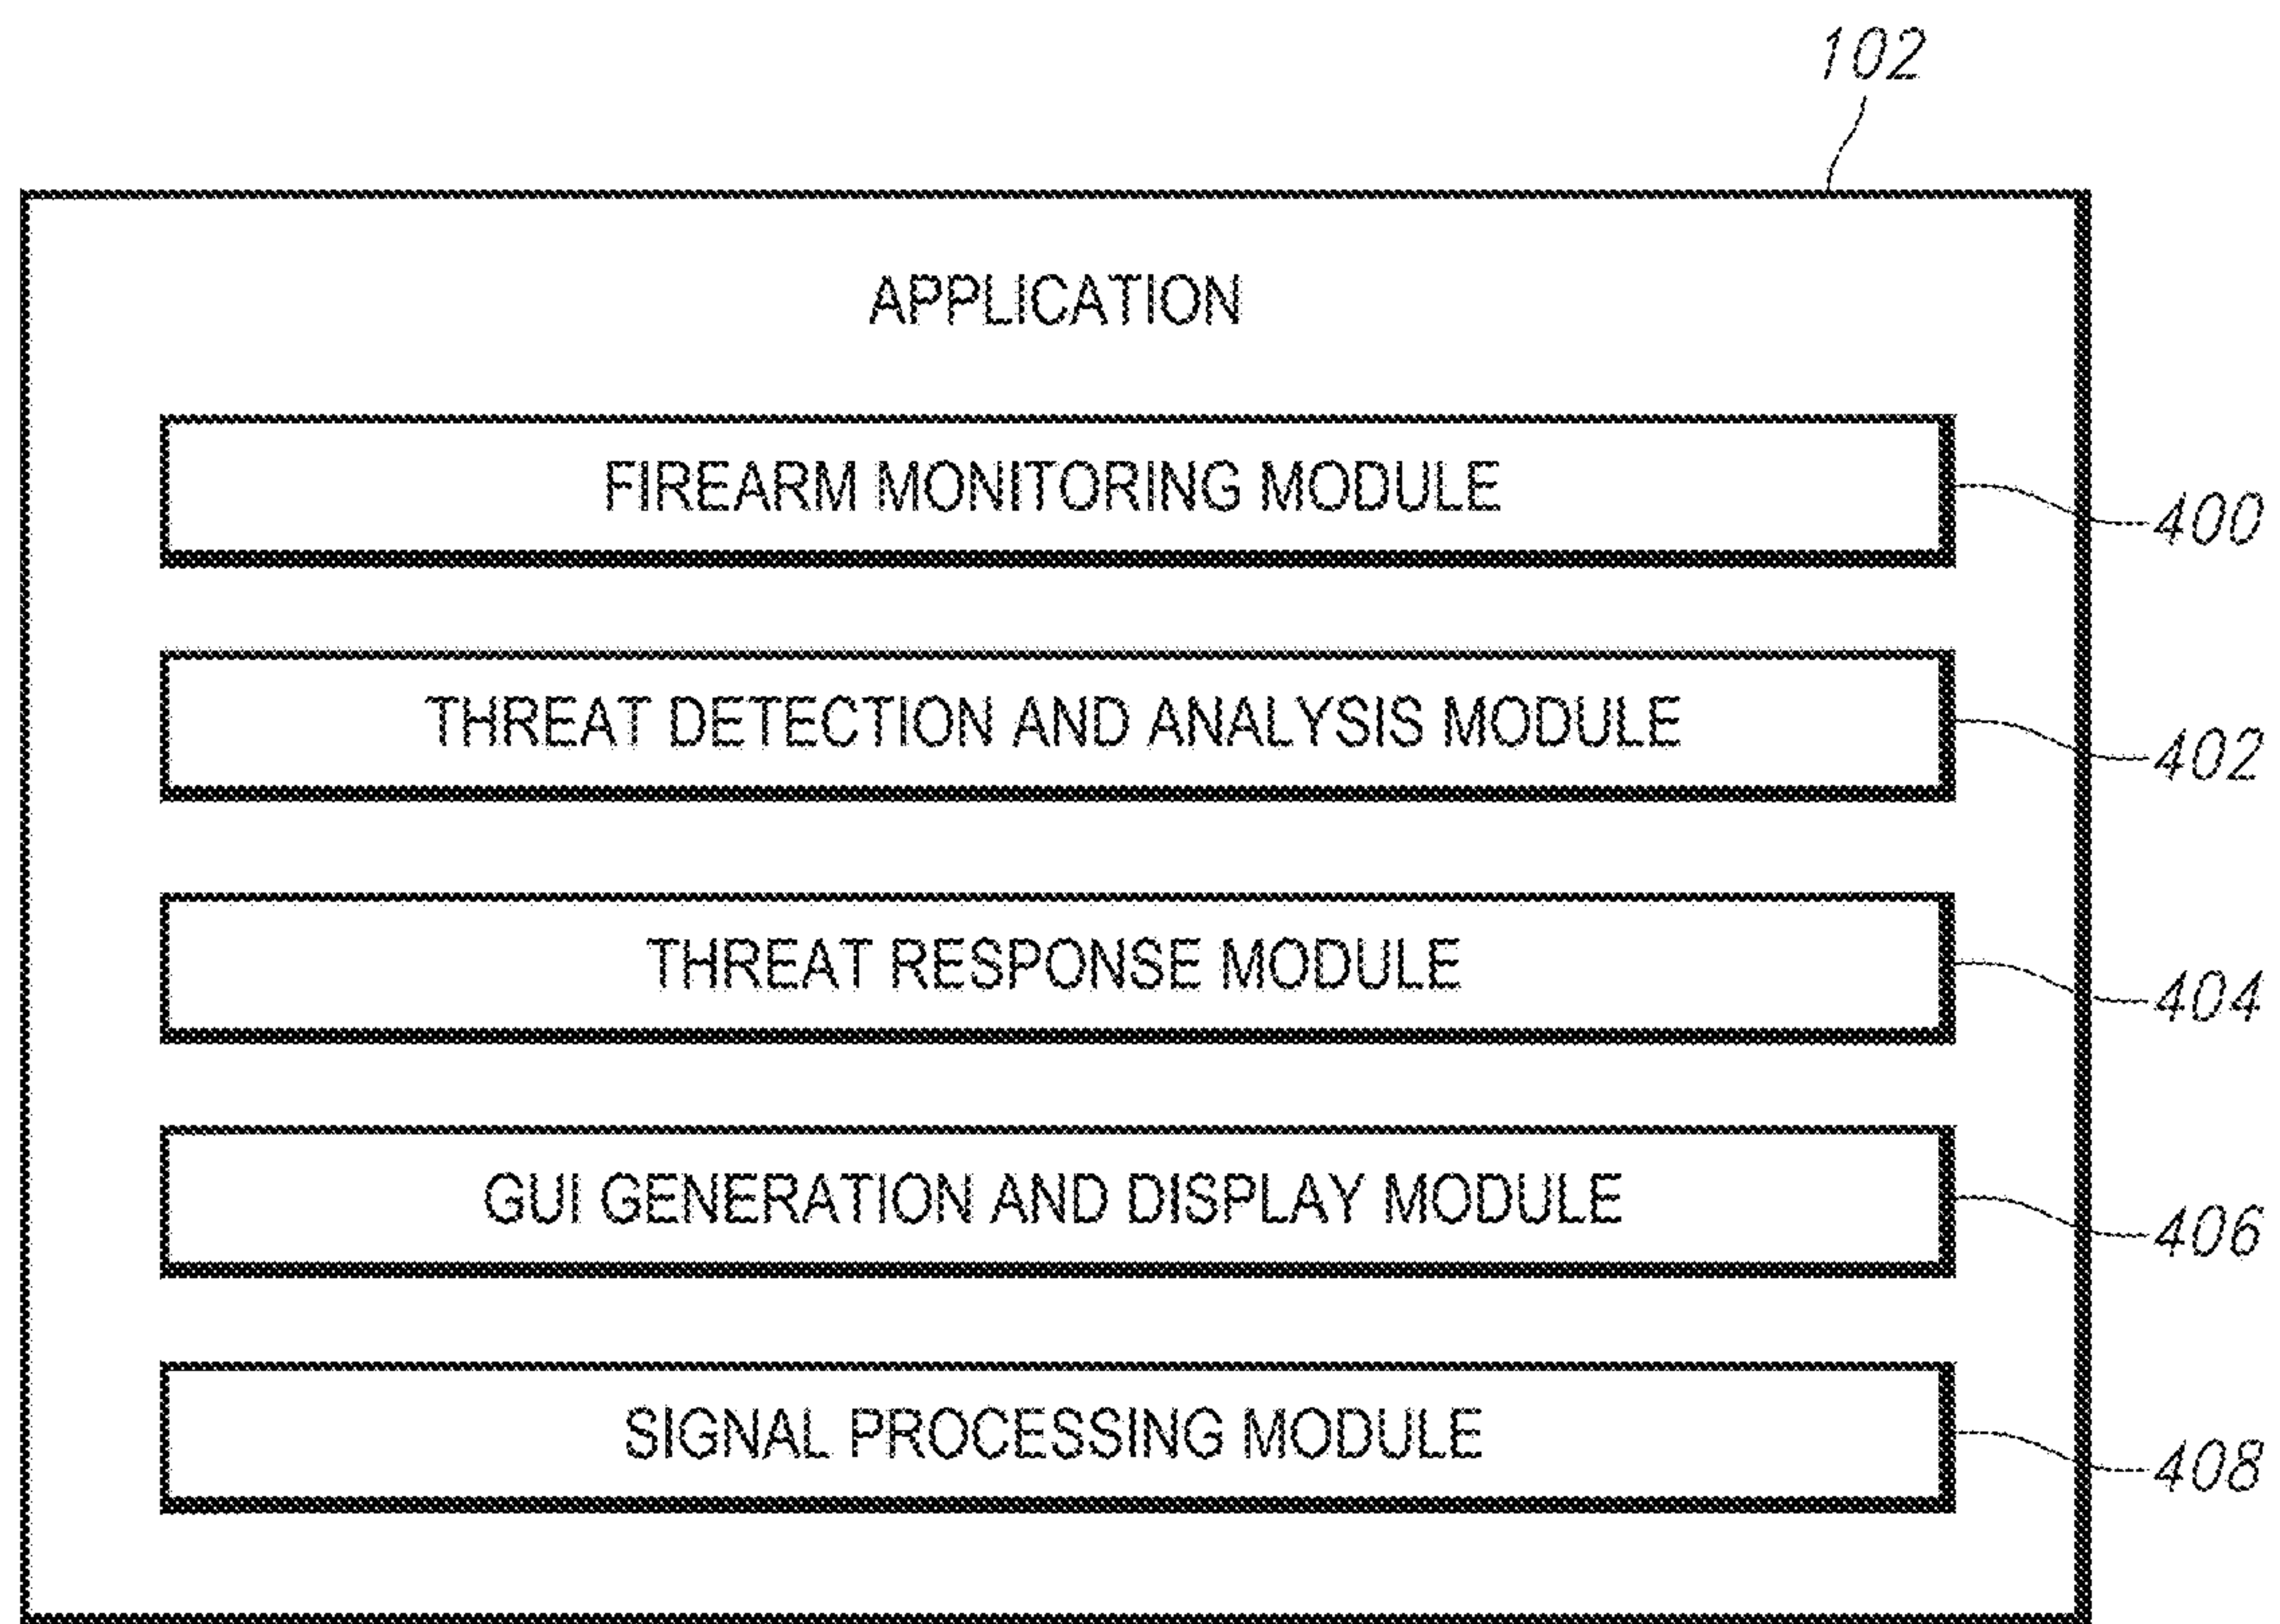 102
APPLICATION
FIREARM MONITORING MODULE
400
THREAT DETECTION AND ANALYSIS MODULE
402
THREAT RESPONSE MODULE
404
GUI GENERATION AND DISPLAY MODULE
406
SIGNAL PROCESSING MODULE
408